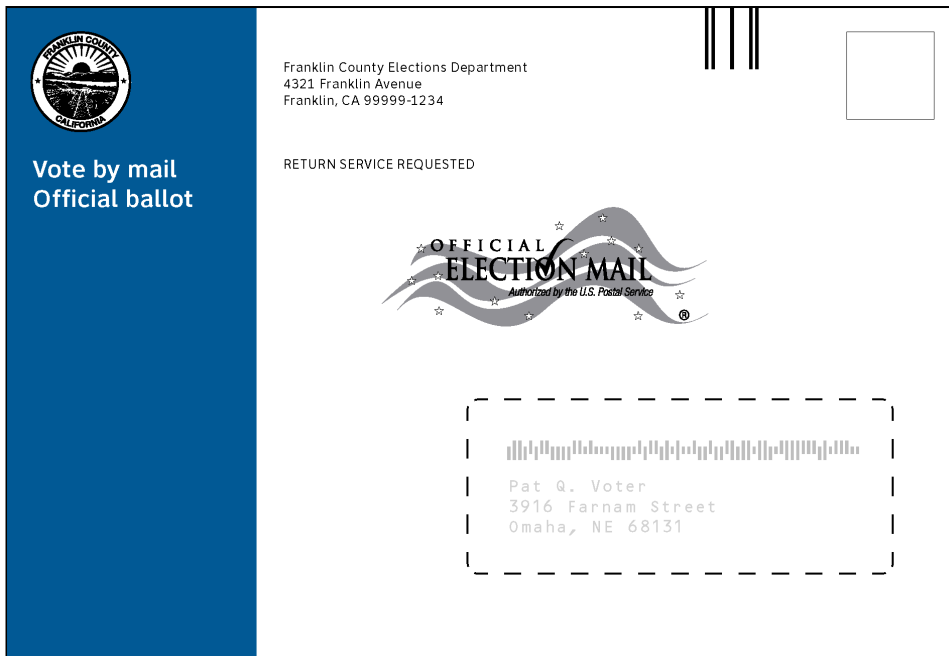 FRANKLIN COUNTY
CALIFORNIA
Vote by mail
Official ballot
Franklin County Elections Department
4321 Franklin Avenue
Franklin, CA 99999-1234
RETURN SERVICE REQUESTED
OFFICIAL
ELECTION MAIL
Authorized by the U.S. Postal Service
®
Pat Q. Voter
3916 Farnam Street
Omaha, NE 68131